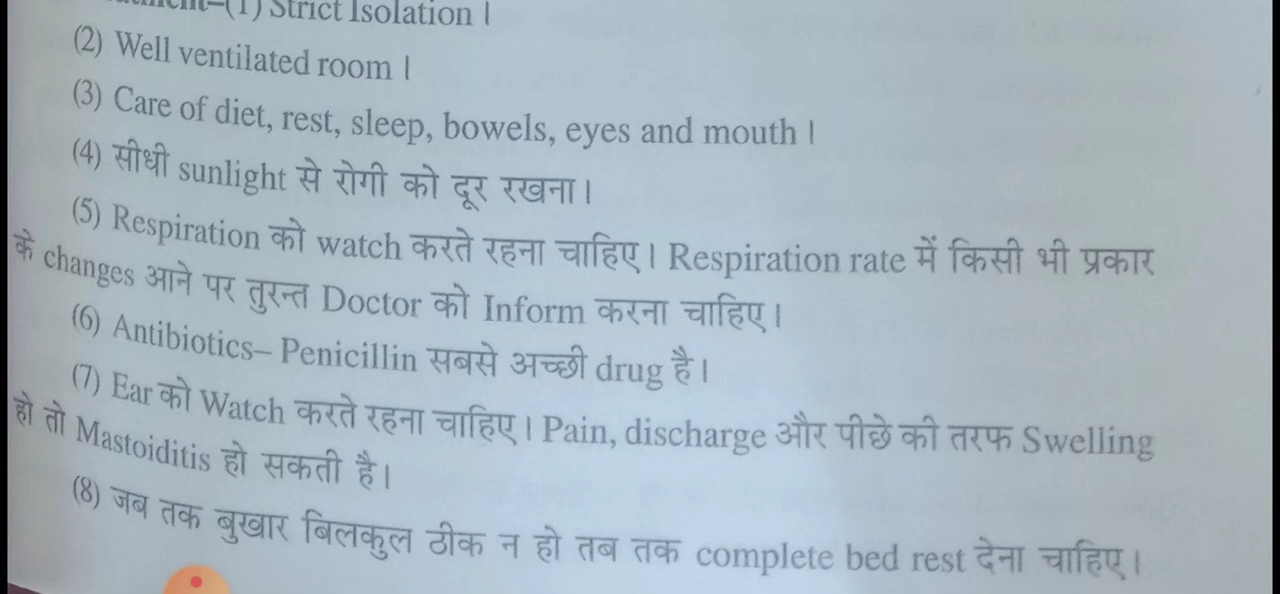 (1) Strict Isolation।
(2) Well ventilated room।
(3) Care of diet, rest, sleep, bowels, eyes and mouth।
(4) सीधी sunlight से रोगी को दूर रखना।
(5) Respiration को watch करते रहना चाहिए। Respiration rate में किसी भी प्रकार
के changes आने पर तुरन्त Doctor को Inform करना चाहिए।
(6) Antibiotics– Penicillin सबसे अच्छी drug है।
(7) Ear को Watch करते रहना चाहिए। Pain, discharge और पीछे की तरफ Swelling
हो तो Mastoiditis हो सकती है।
(8) जब तक बुखार बिलकुल ठीक न हो तब तक complete bed rest देना चाहिए।